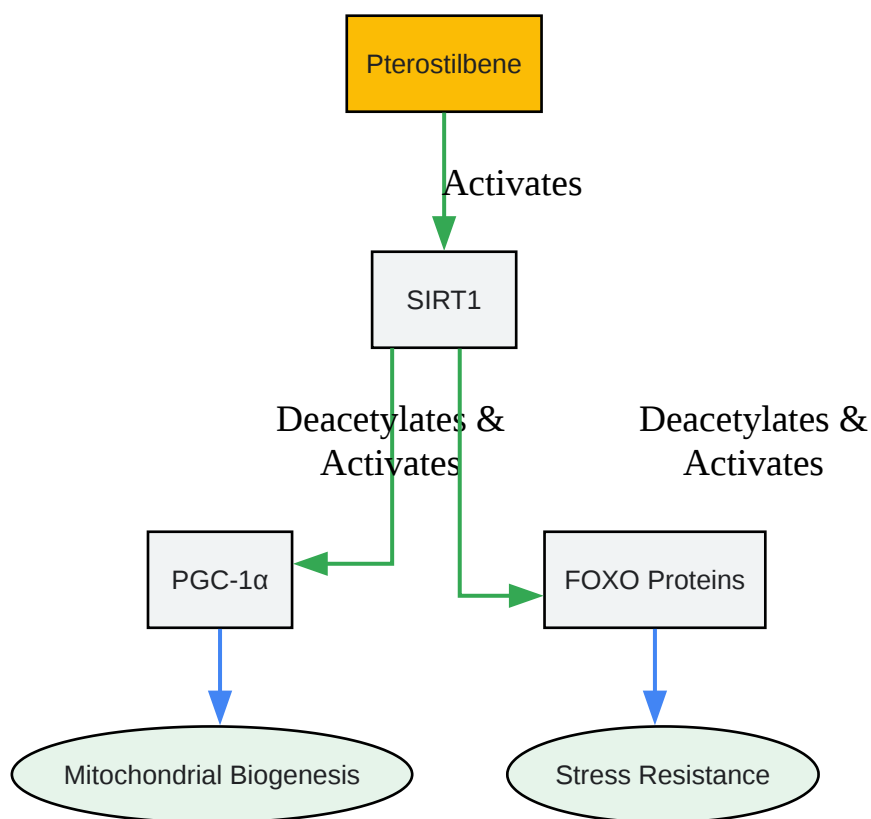 Pterostilbene
Activates
SIRT1
Deacetylates &
Activates
Deacetylates &
Activates
PGC-1α
FOXO Proteins
Mitochondrial Biogenesis
Stress Resistance